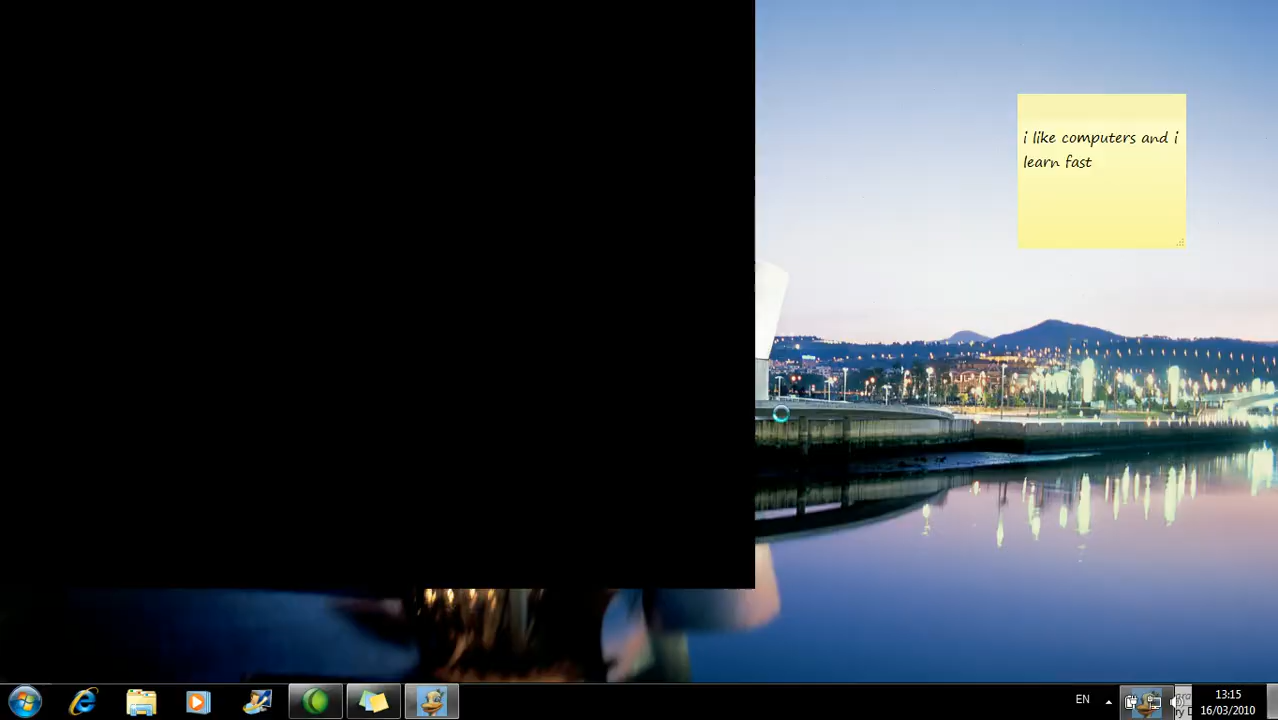 i like computers and i
learn fast
EN
13:15
16/03/2010